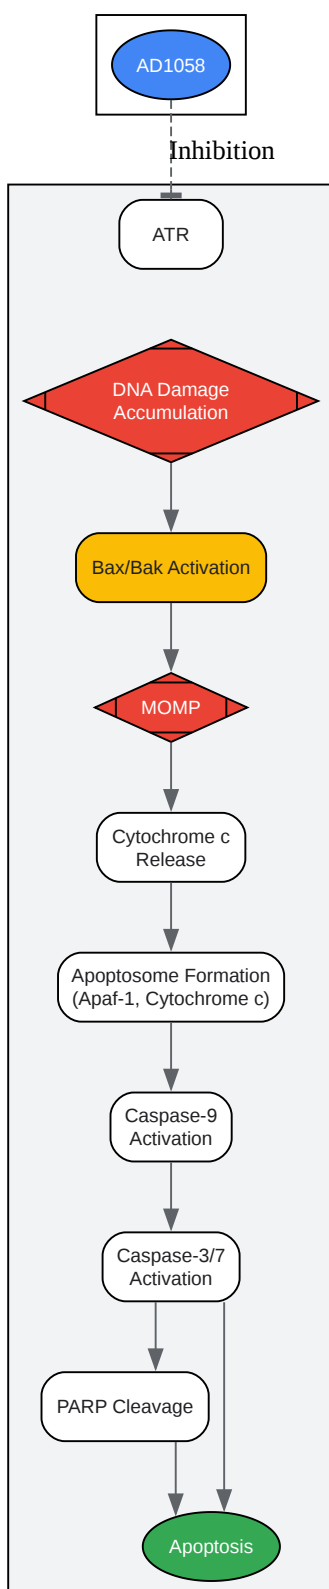 AD1058
Inhibition
ATR
DNA Damage
Accumulation
Bax/Bak Activation
MOMP
Cytochrome c
Release
Apoptosome Formation
(Apaf-1, Cytochrome c)
Caspase-9
Activation
Caspase-3/7
Activation
PARP Cleavage
Apoptosis